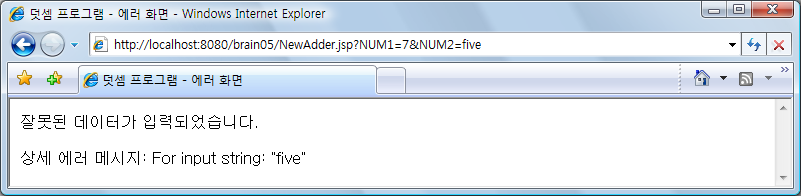 덧셈 프로그램 - 에러 화면 - Windows Internet Explorer
http://localhost:8080/brain05/NewAdder.jsp?NUM1=7&NUM2=five
덧셈 프로그램 - 에러 화면
잘못된 데이터가 입력되었습니다.
상세 에러 메시지: For input string: "five"